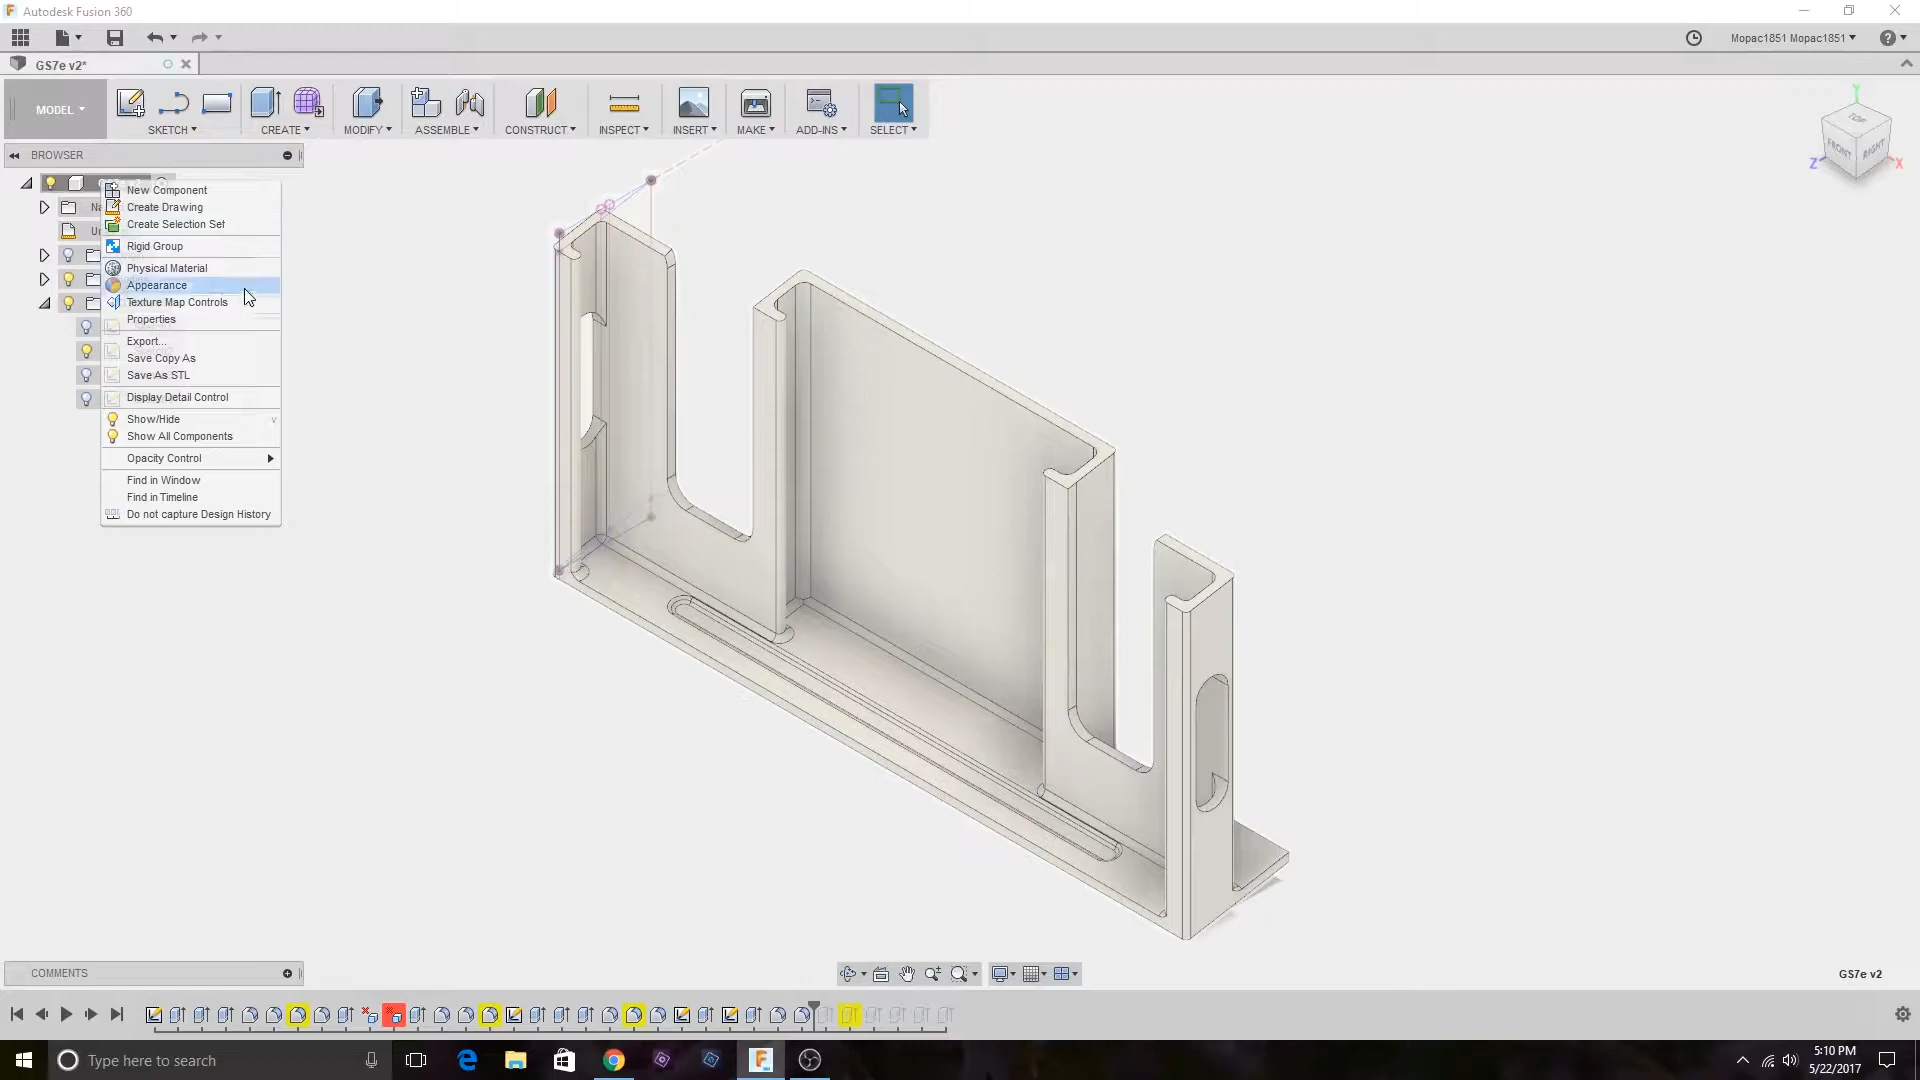 Autodesk Fusion 360
Mopac1851 Mopac1851
GS7e v2*
MODEL
SKETCH
CREATE
MODIFY
ASSEMBLE
CONSTRUCT
INSPECT
INSERT
MAKE
ADD-INS
SELECT
BROWSER
TOP
FRONT
RIGHT
Y
Z
X
New Component
Create Drawing
Create Selection Set
Rigid Group
Physical Material
Appearance
Texture Map Controls
Properties
Export...
Save Copy As
Save As STL
Display Detail Control
Show/Hide v
Show All Components
Opacity Control
Find in Window
Find in Timeline
Do not capture Design History
COMMENTS
GS7e v2
Type here to search
5:10 PM
5/22/2017